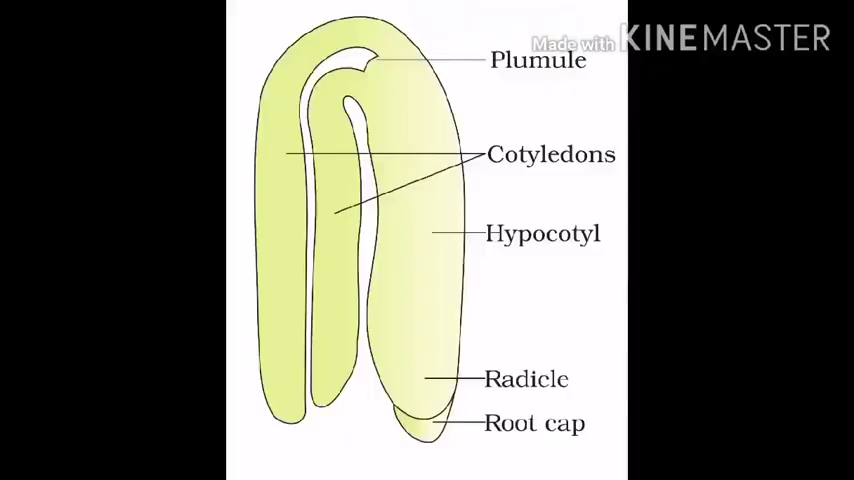 Made with KINEMASTER
Plumule
Cotyledons
Hypocotyl
Radicle
Root cap